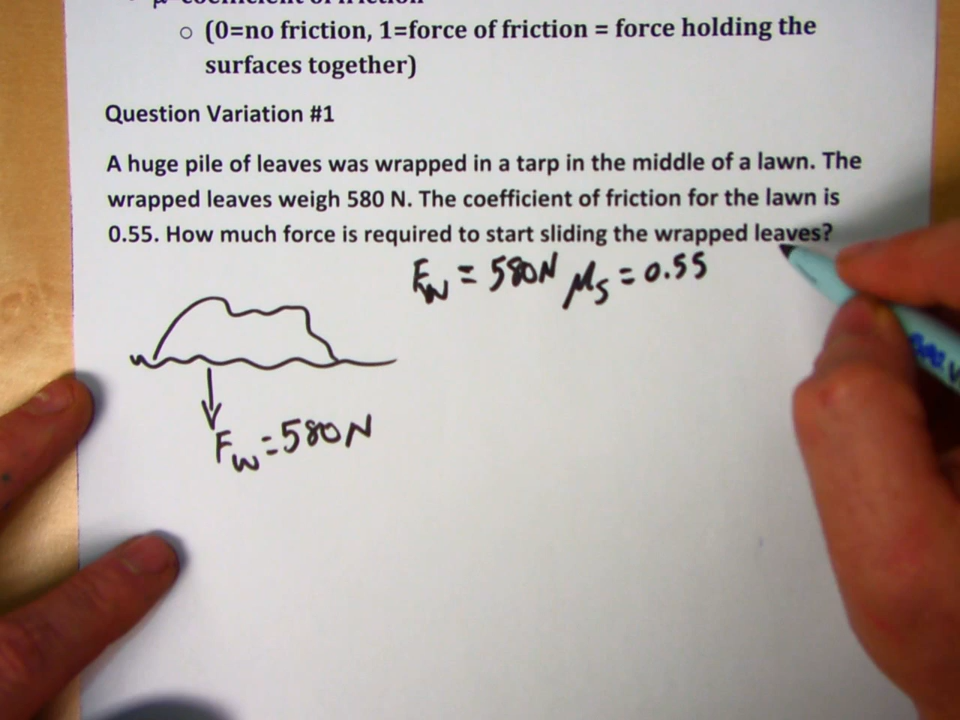 ○ (0=no friction, 1=force of friction = force holding the
surfaces together)
Question Variation #1
A huge pile of leaves was wrapped in a tarp in the middle of a lawn. The
wrapped leaves weigh 580 N. The coefficient of friction for the lawn is
0.55. How much force is required to start sliding the wrapped leaves?
Fw = 580N μs = 0.55
Fw = 580N